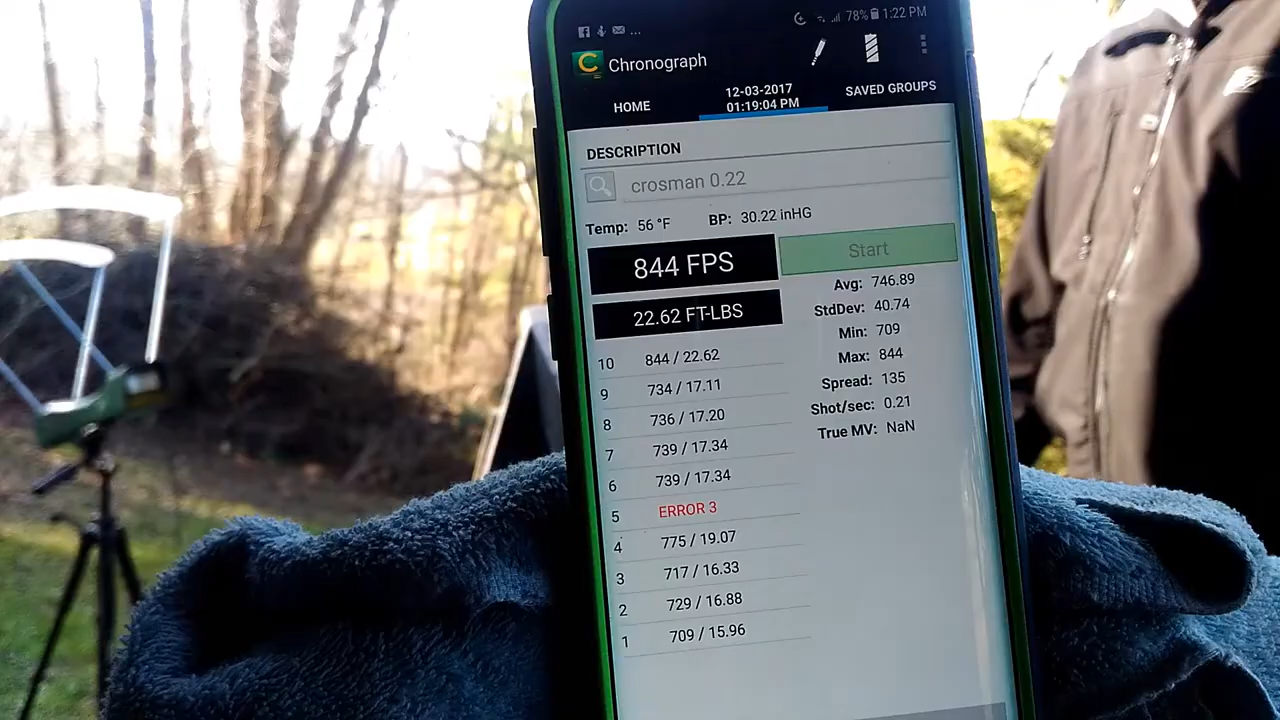 78% 1:22 PM
C Chronograph
HOME
12-03-2017
01:19:04 PM
SAVED GROUPS
DESCRIPTION
crosman 0.22
Temp: 56 °F BP: 30.22 inHG
844 FPS
Start
22.62 FT-LBS
Avg: 746.89
StdDev: 40.74
Min: 709
Max: 844
Spread: 135
Shot/sec: 0.21
True MV: NaN
10 844 / 22.62
9 734 / 17.11
8 736 / 17.20
7 739 / 17.34
6 739 / 17.34
5 ERROR 3
4 775 / 19.07
3 717 / 16.33
2 729 / 16.88
1 709 / 15.96